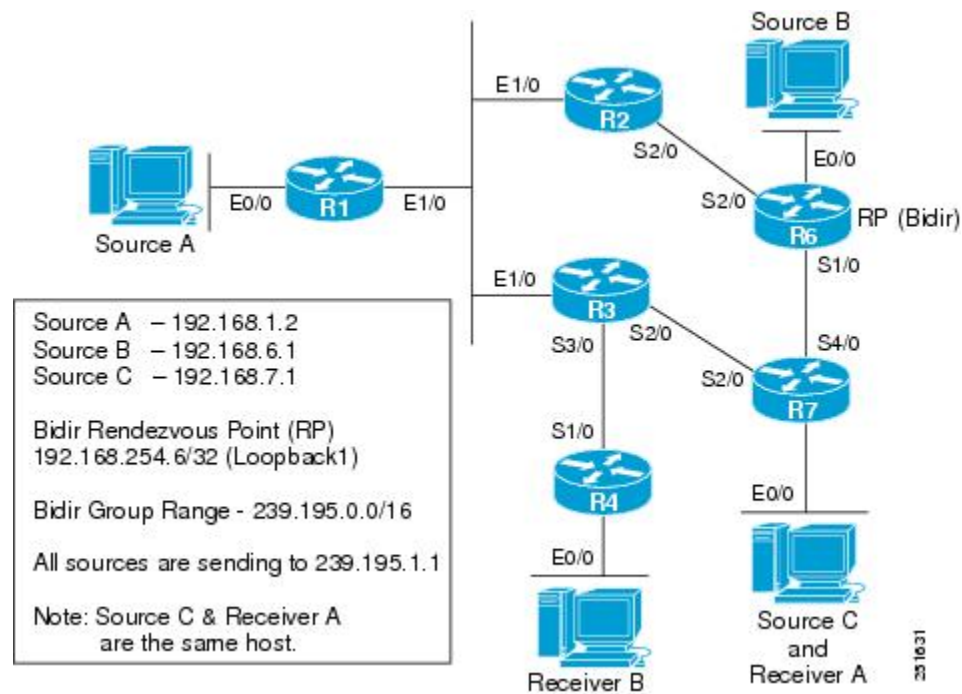 Source B
E1/0
R2
S2/0
E0/0
S2/0
R6
RP (Bidir)
S1/0
Source A
E0/0
R1
E1/0
E1/0
R3
S3/0
S2/0
S4/0
S2/0
R7
S1/0
R4
E0/0
E0/0
Receiver B
Source C
and
Receiver A
Source A – 192.168.1.2
Source B – 192.168.6.1
Source C – 192.168.7.1
Bidir Rendezvous Point (RP)
192.168.254.6/32 (Loopback1)
Bidir Group Range - 239.195.0.0/16
All sources are sending to 239.195.1.1
Note: Source C & Receiver A
are the same host.
251631